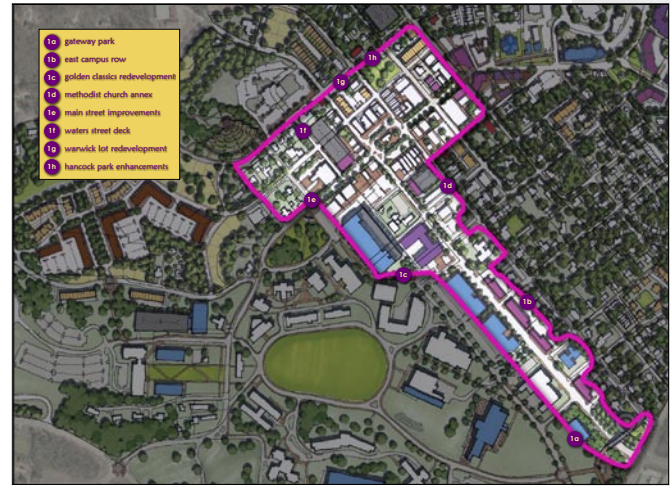 1a gateway park
1b east campus row
1c golden classics redevelopment
1d methodist church annex
1e main street improvements
1f waters street deck
1g warwick lot redevelopment
1h hancock park enhancements
1h
1g
1f
1d
1e
1c
1b
1a